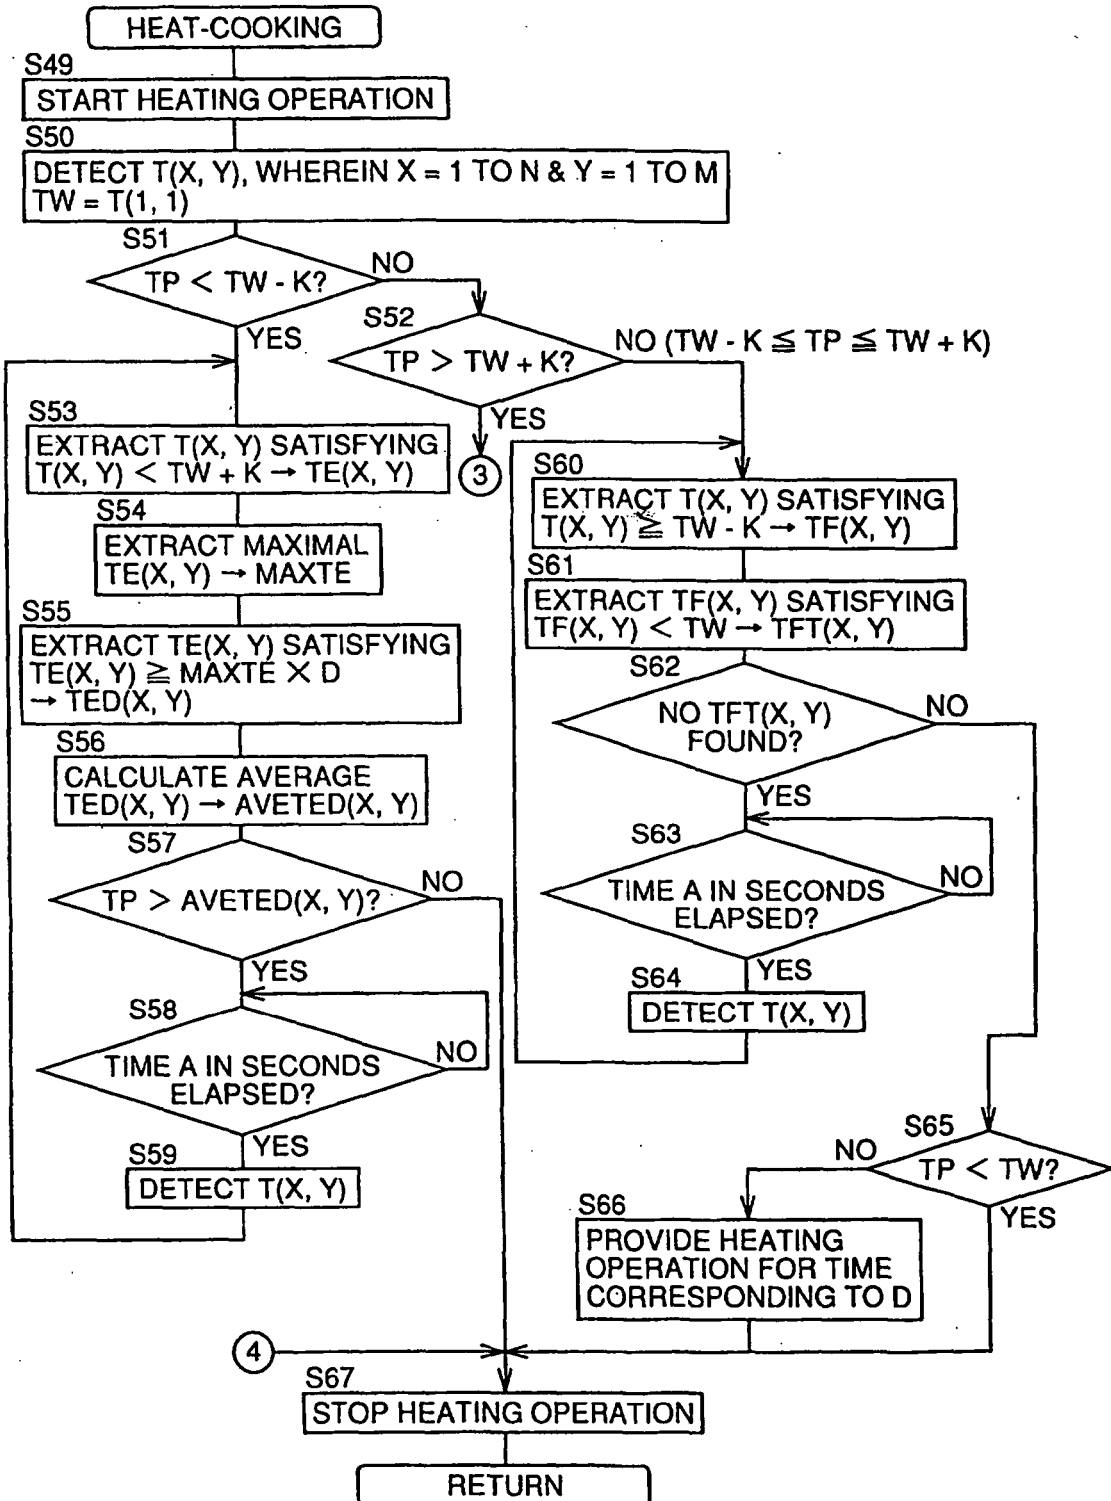 HEAT-COOKING
S49
START HEATING OPERATION
S50
DETECT T(X, Y), WHEREIN X = 1 TO N & Y = 1 TO M
TW = T(1, 1)
S51
TP < TW - K?
NO
YES
S52
TP > TW + K?
NO (TW - K ≦ TP ≦ TW + K)
YES
3
S53
EXTRACT T(X, Y) SATISFYING
T(X, Y) < TW + K → TE(X, Y)
S54
EXTRACT MAXIMAL
TE(X, Y) → MAXTE
S55
EXTRACT TE(X, Y) SATISFYING
TE(X, Y) ≧ MAXTE X D
→ TED(X, Y)
S56
CALCULATE AVERAGE
TED(X, Y) → AVETED(X, Y)
S57
TP > AVETED(X, Y)?
NO
YES
S58
TIME A IN SECONDS
ELAPSED?
NO
YES
S59
DETECT T(X, Y)
S60
EXTRACT T(X, Y) SATISFYING
T(X, Y) ≧ TW - K → TF(X, Y)
S61
EXTRACT TF(X, Y) SATISFYING
TF(X, Y) < TW → TFT(X, Y)
S62
NO TFT(X, Y)
FOUND?
NO
YES
S63
TIME A IN SECONDS
ELAPSED?
NO
YES
S64
DETECT T(X, Y)
S65
TP < TW?
NO
YES
S66
PROVIDE HEATING
OPERATION FOR TIME
CORRESPONDING TO D
4
S67
STOP HEATING OPERATION
RETURN